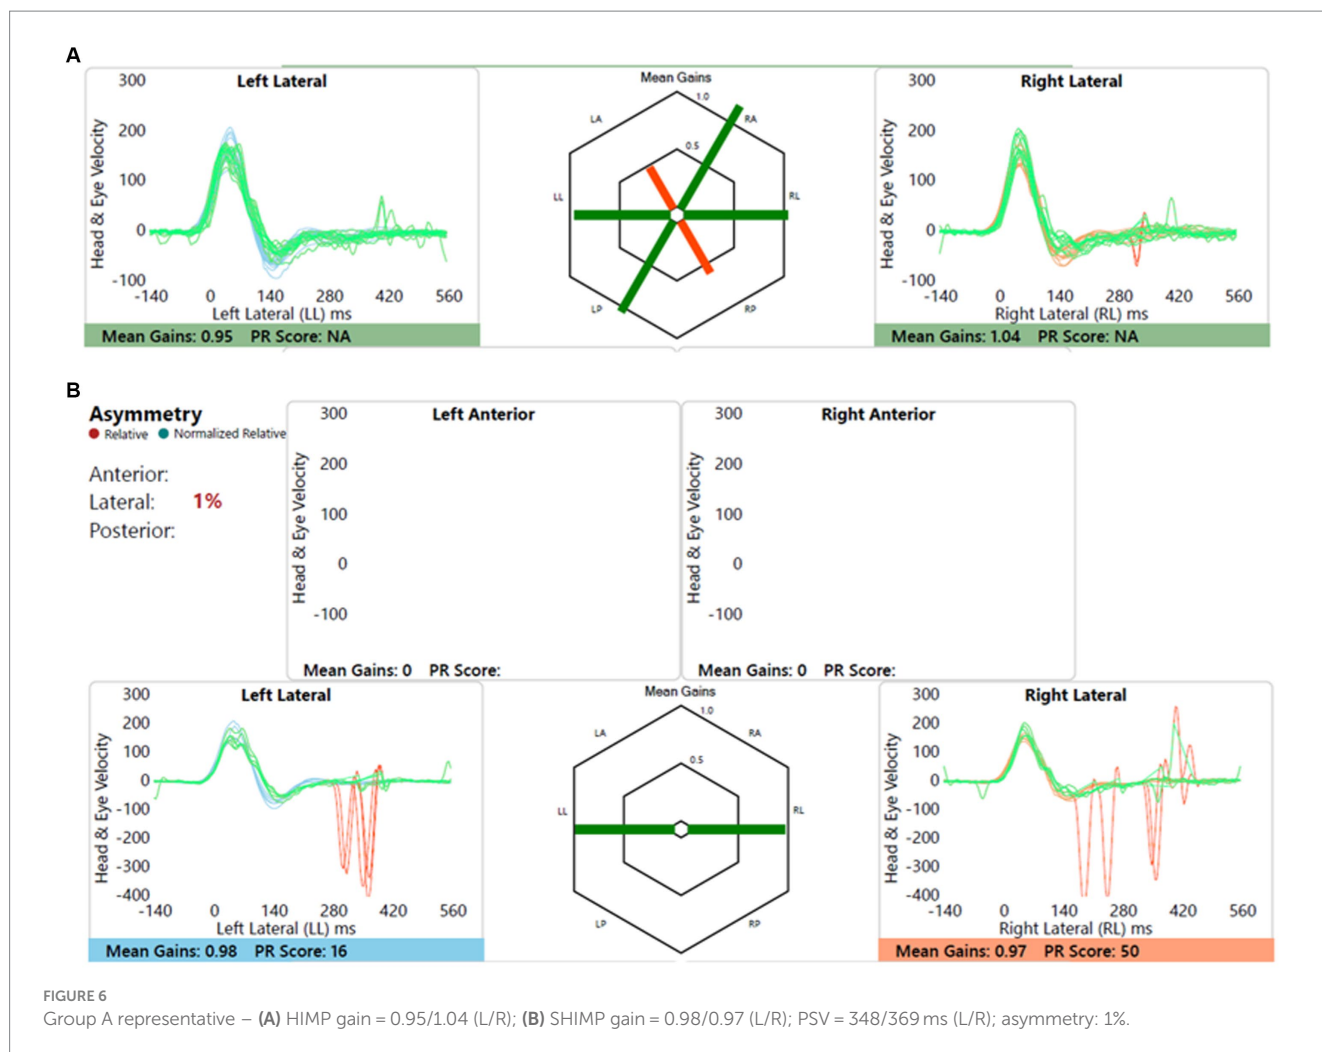 A
Left Lateral
300
200
100
0
-100
Head & Eye Velocity
-140 0 140 280 420 560
Left Lateral (LL) ms
Mean Gains: 0.95 PR Score: NA
Mean Gains
1.0
LA
RA
0.5
LL
RL
LP
RP
Right Lateral
300
200
100
0
-100
Head & Eye Velocity
-140 0 140 280 420 560
Right Lateral (RL) ms
Mean Gains: 1.04 PR Score: NA
B
Asymmetry
Relative Normalized Relative
Anterior:
Lateral: 1%
Posterior:
Left Anterior
300
200
100
0
-100
Head & Eye Velocity
Mean Gains: 0 PR Score:
Right Anterior
300
200
100
0
-100
Head & Eye Velocity
Mean Gains: 0 PR Score:
Left Lateral
300
200
100
0
-100
-200
-300
-400
Head & Eye Velocity
-140 0 140 280 420 560
Left Lateral (LL) ms
Mean Gains: 0.98 PR Score: 16
Mean Gains
1.0
LA
RA
0.5
LL
RL
LP
RP
Right Lateral
300
200
100
0
-100
-200
-300
-400
Head & Eye Velocity
-140 0 140 280 420 560
Right Lateral (RL) ms
Mean Gains: 0.97 PR Score: 50
FIGURE 6
Group A representative – (A) HIMP gain = 0.95/1.04 (L/R); (B) SHIMP gain = 0.98/0.97 (L/R); PSV = 348/369 ms (L/R); asymmetry: 1%.